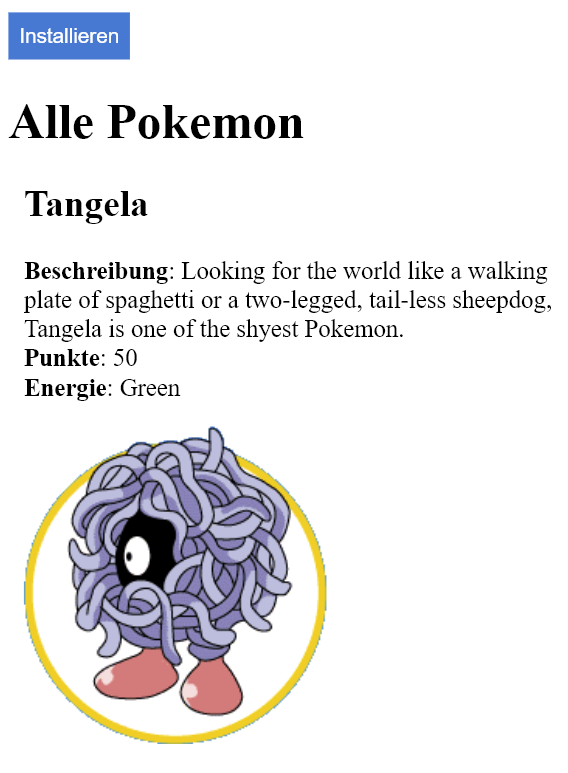 Installieren
Alle Pokemon
Tangela
Beschreibung: Looking for the world like a walking
plate of spaghetti or a two-legged, tail-less sheepdog,
Tangela is one of the shyest Pokemon.
Punkte: 50
Energie: Green